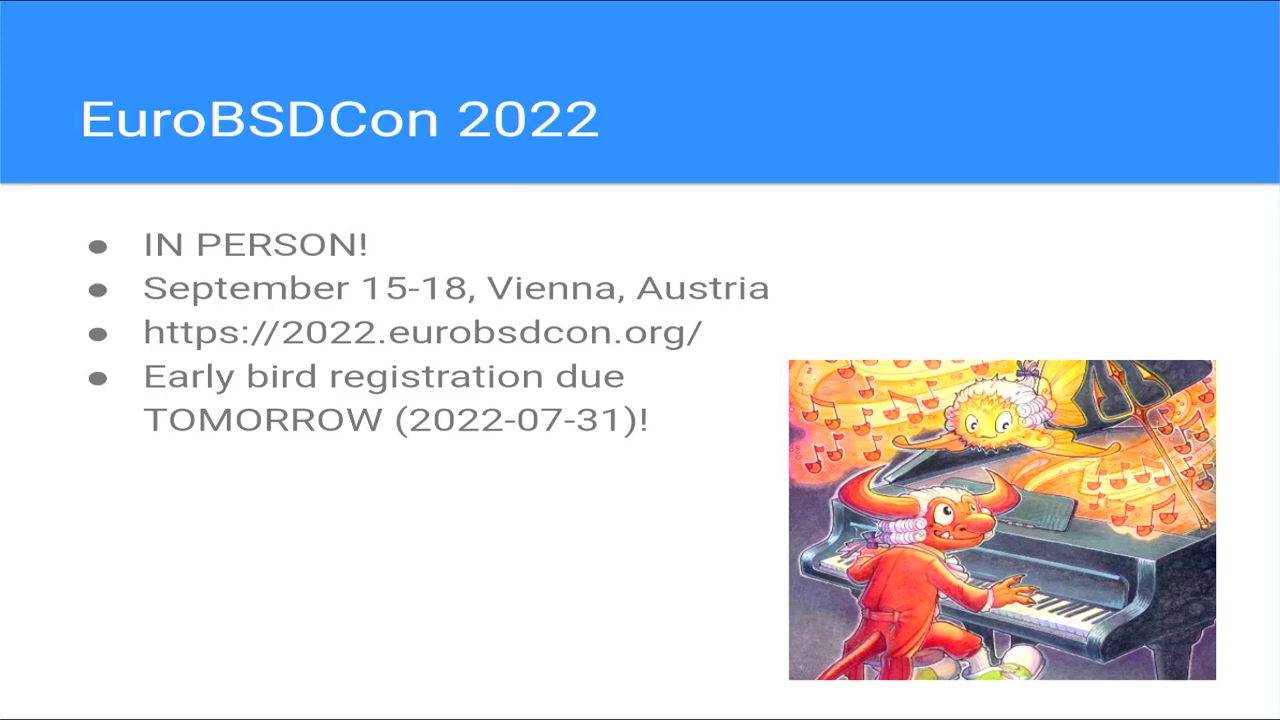 EuroBSDCon 2022
● IN PERSON!
● September 15-18, Vienna, Austria
● https://2022.eurobsdcon.org/
● Early bird registration due
TOMORROW (2022-07-31)!